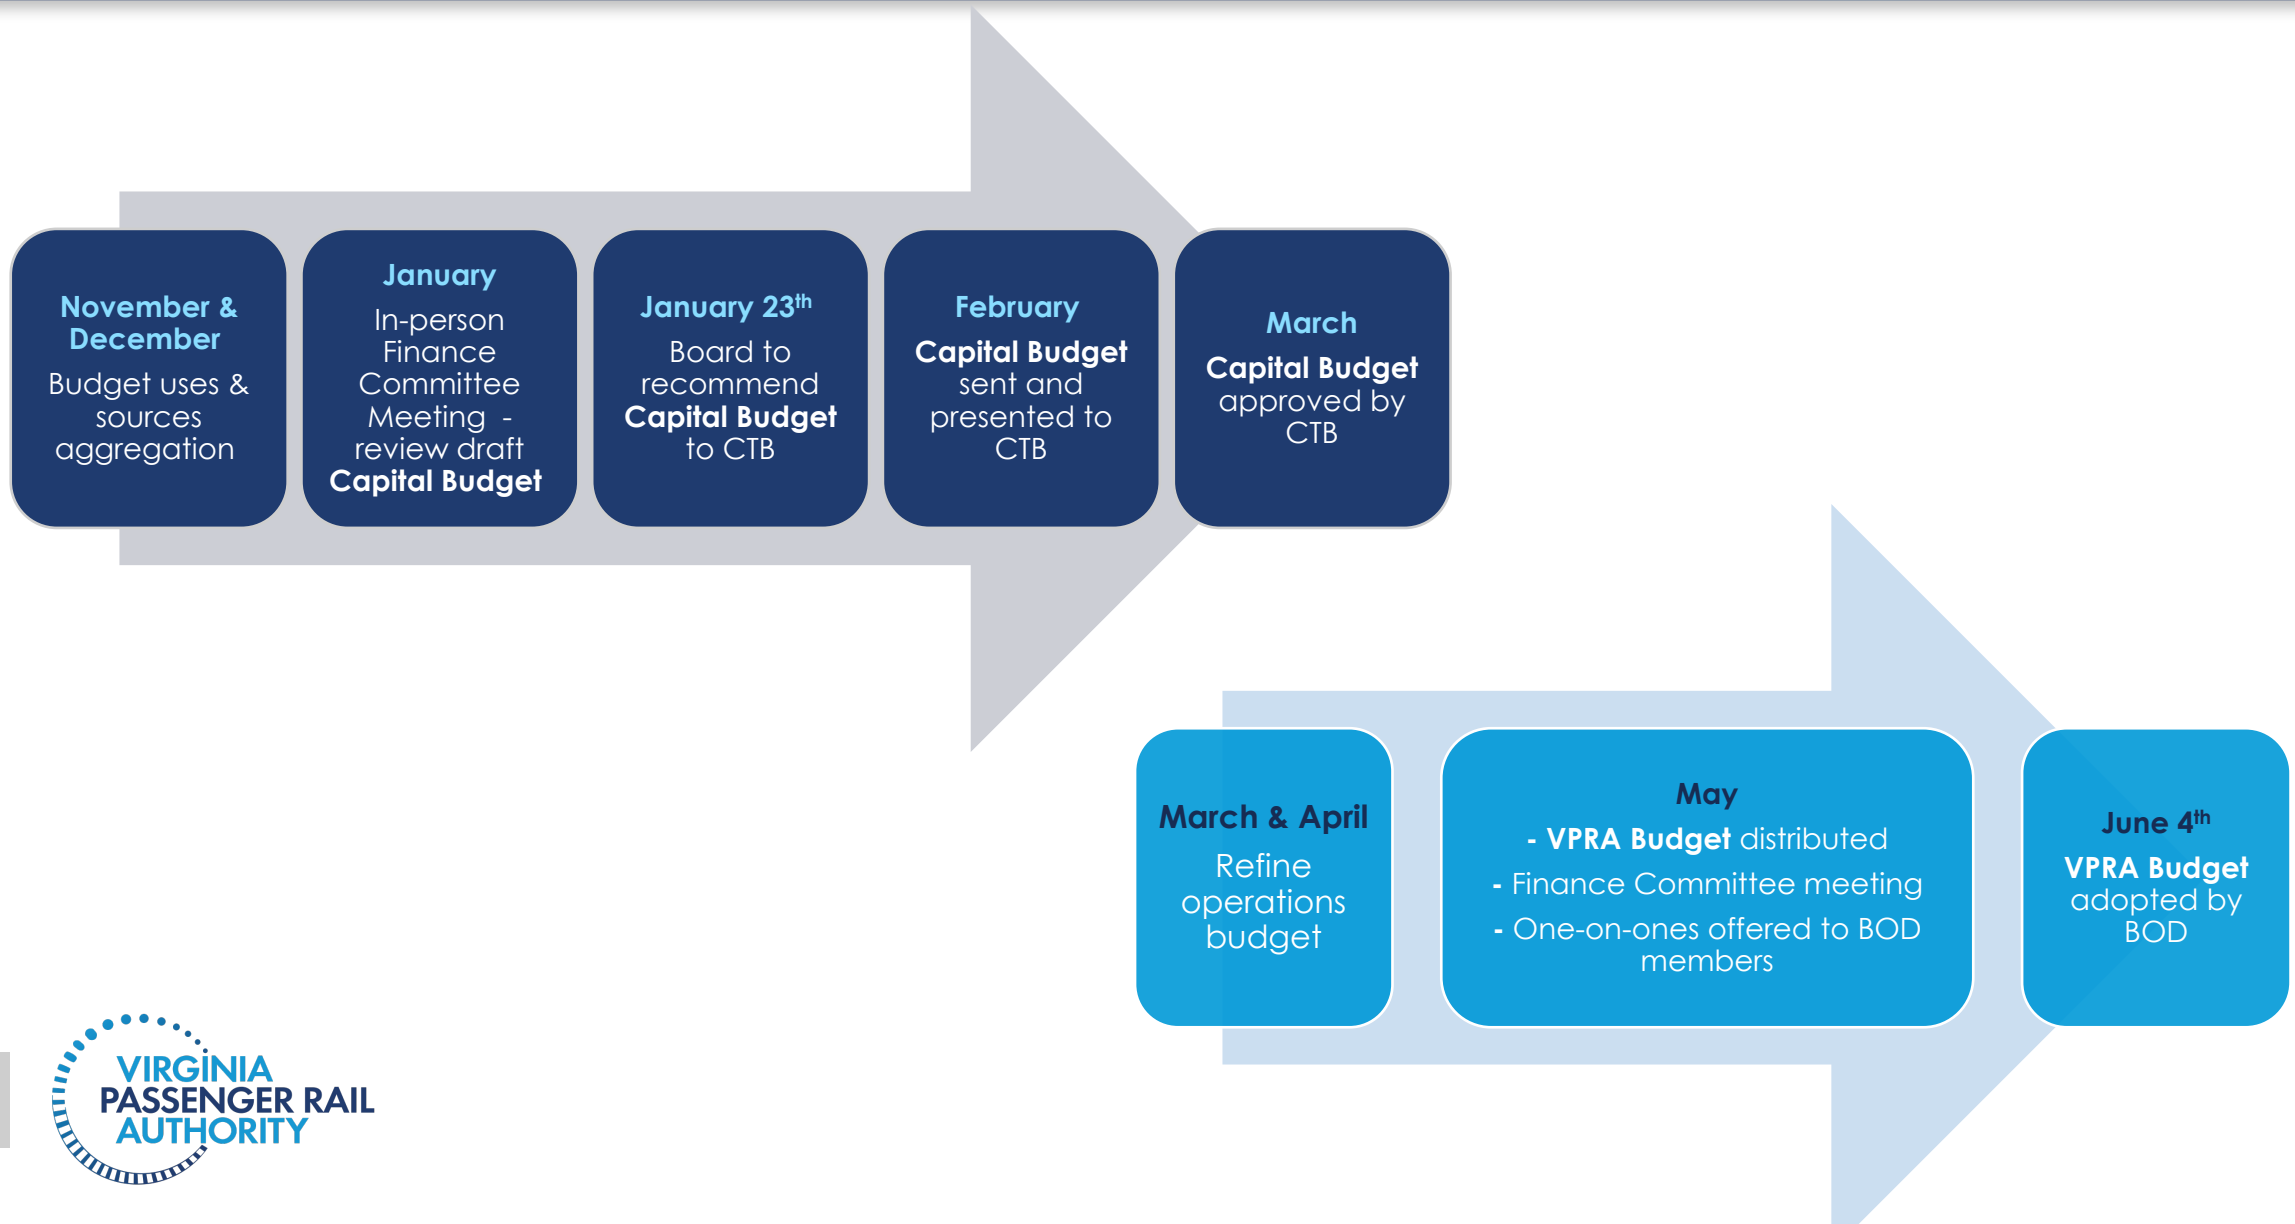 November &
December
Budget uses &
sources
aggregation
January
In-person
Finance
Committee
Meeting -
review draft
Capital Budget
January 23th
Board to
recommend
Capital Budget
to CTB
February
Capital Budget
sent and
presented to
CTB
March
Capital Budget
approved by
CTB
March & April
Refine
operations
budget
May
- VPRA Budget distributed
- Finance Committee meeting
- One-on-ones offered to BOD
members
June 4th
VPRA Budget
adopted by
BOD
VIRGINIA
PASSENGER RAIL
AUTHORITY